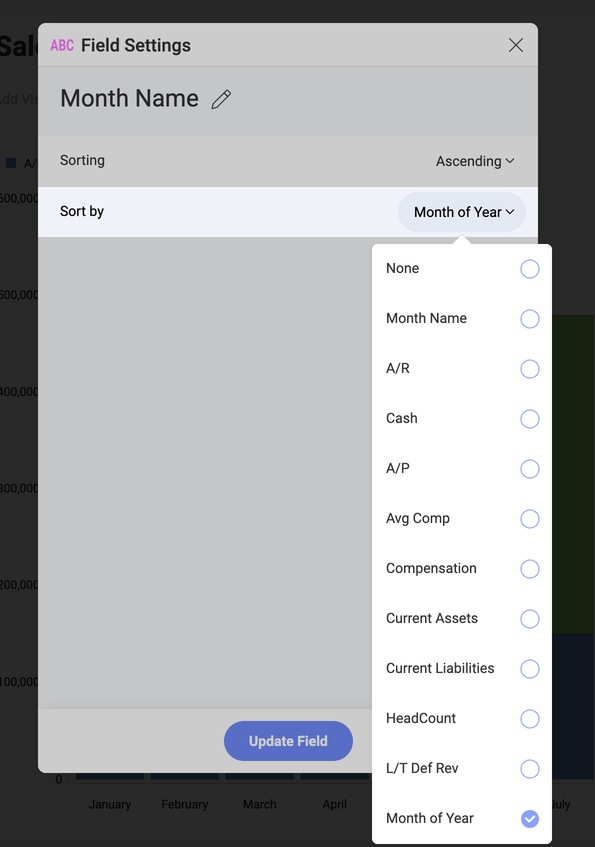 Sale
ABC Field Settings
Month Name
Add Vis
Sorting
Ascending
A/
Sort by
Month of Year
None
Month Name
A/R
Cash
A/P
Avg Comp
Compensation
Current Assets
Current Liabilities
HeadCount
L/T Def Rev
Month of Year
600,000
500,000
400,000
300,000
200,000
100,000
0
Update Field
January
February
March
April
July